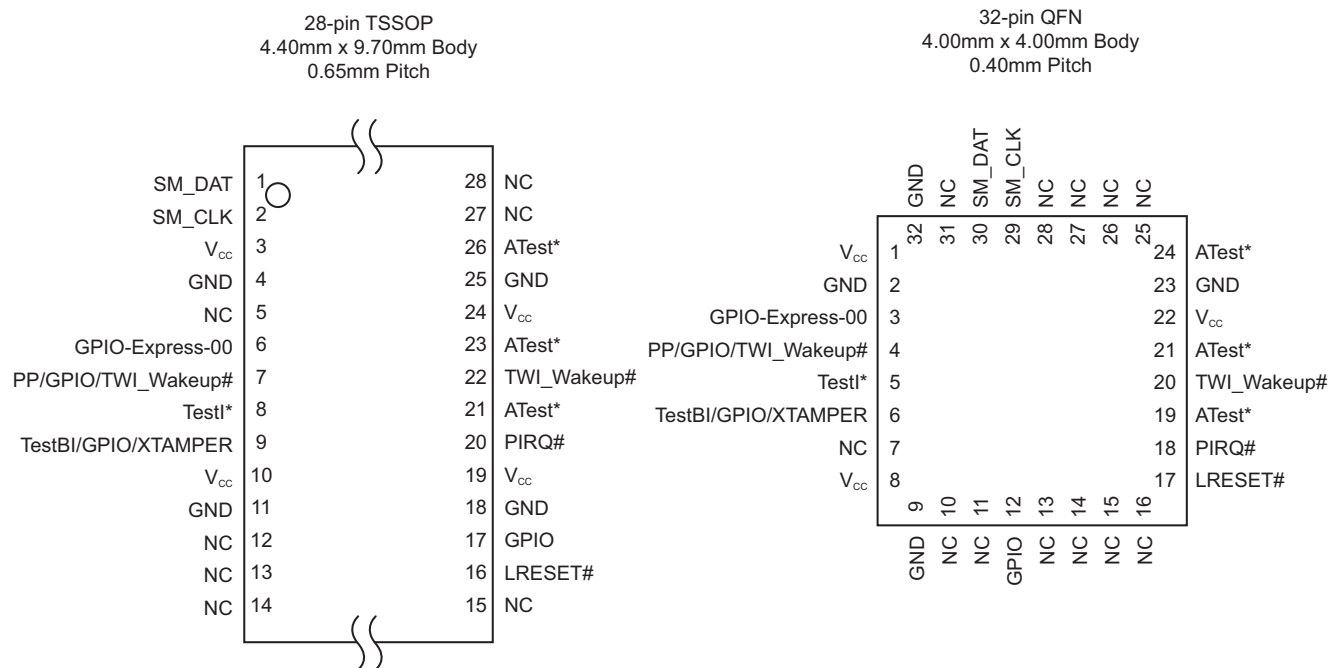 28-pin TSSOP
4.40mm x 9.70mm Body
0.65mm Pitch
SM_DAT 1 28 NC
SM_CLK 2 27 NC
Vcc 3 26 ATest*
GND 4 25 GND
NC 5 24 Vcc
GPIO-Express-00 6 23 ATest*
PP/GPIO/TWI_Wakeup# 7 22 TWI_Wakeup#
TestI* 8 21 ATest*
TestBI/GPIO/XTAMPER 9 20 PIRQ#
Vcc 10 19 Vcc
GND 11 18 GND
NC 12 17 GPIO
NC 13 16 LRESET#
NC 14 15 NC
32-pin QFN
4.00mm x 4.00mm Body
0.40mm Pitch
GND NC SM_DAT SM_CLK NC NC NC NC
32 31 30 29 28 27 26 25
Vcc 1 24 ATest*
GND 2 23 GND
GPIO-Express-00 3 22 Vcc
PP/GPIO/TWI_Wakeup# 4 21 ATest*
TestI* 5 20 TWI_Wakeup#
TestBI/GPIO/XTAMPER 6 19 ATest*
NC 7 18 PIRQ#
Vcc 8 17 LRESET#
9 10 11 12 13 14 15 16
GND NC NC GPIO NC NC NC NC